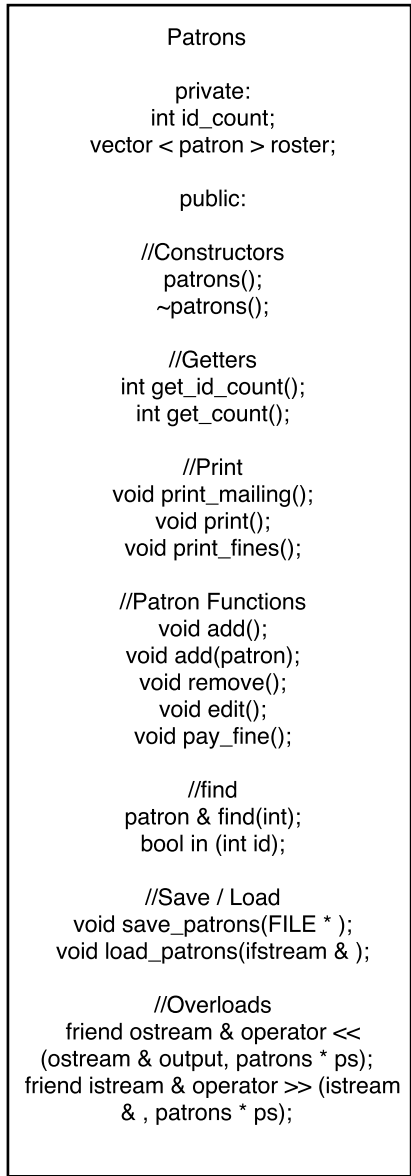 Patrons
private:
int id_count;
vector < patron > roster;
public:
//Constructors
patrons();
~patrons();
//Getters
int get_id_count();
int get_count();
//Print
void print_mailing();
void print();
void print_fines();
//Patron Functions
void add();
void add(patron);
void remove();
void edit();
void pay_fine();
//find
patron & find(int);
bool in (int id);
//Save / Load
void save_patrons(FILE * );
void load_patrons(ifstream & );
//Overloads
friend ostream & operator <<
(ostream & output, patrons * ps);
friend istream & operator >> (istream
& , patrons * ps);